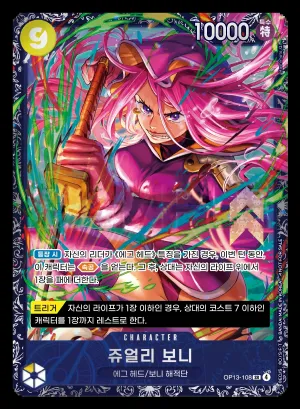 9
10000
특수
特
등장 시 자신의 리더가 《에그 헤드》 특징을 가진 경우, 이번 턴 동안,
이 캐릭터는 속공 을 얻는다. 그 후, 상대는 자신의 라이프 위에서
1장을 패에 더한다.
트리거 자신의 라이프가 1장 이하인 경우, 상대의 코스트 7 이하인
캐릭터를 1장까지 레스트로 한다.
CHARACTER
쥬얼리 보니
에그 헤드/보니 해적단
OP13-108 SR